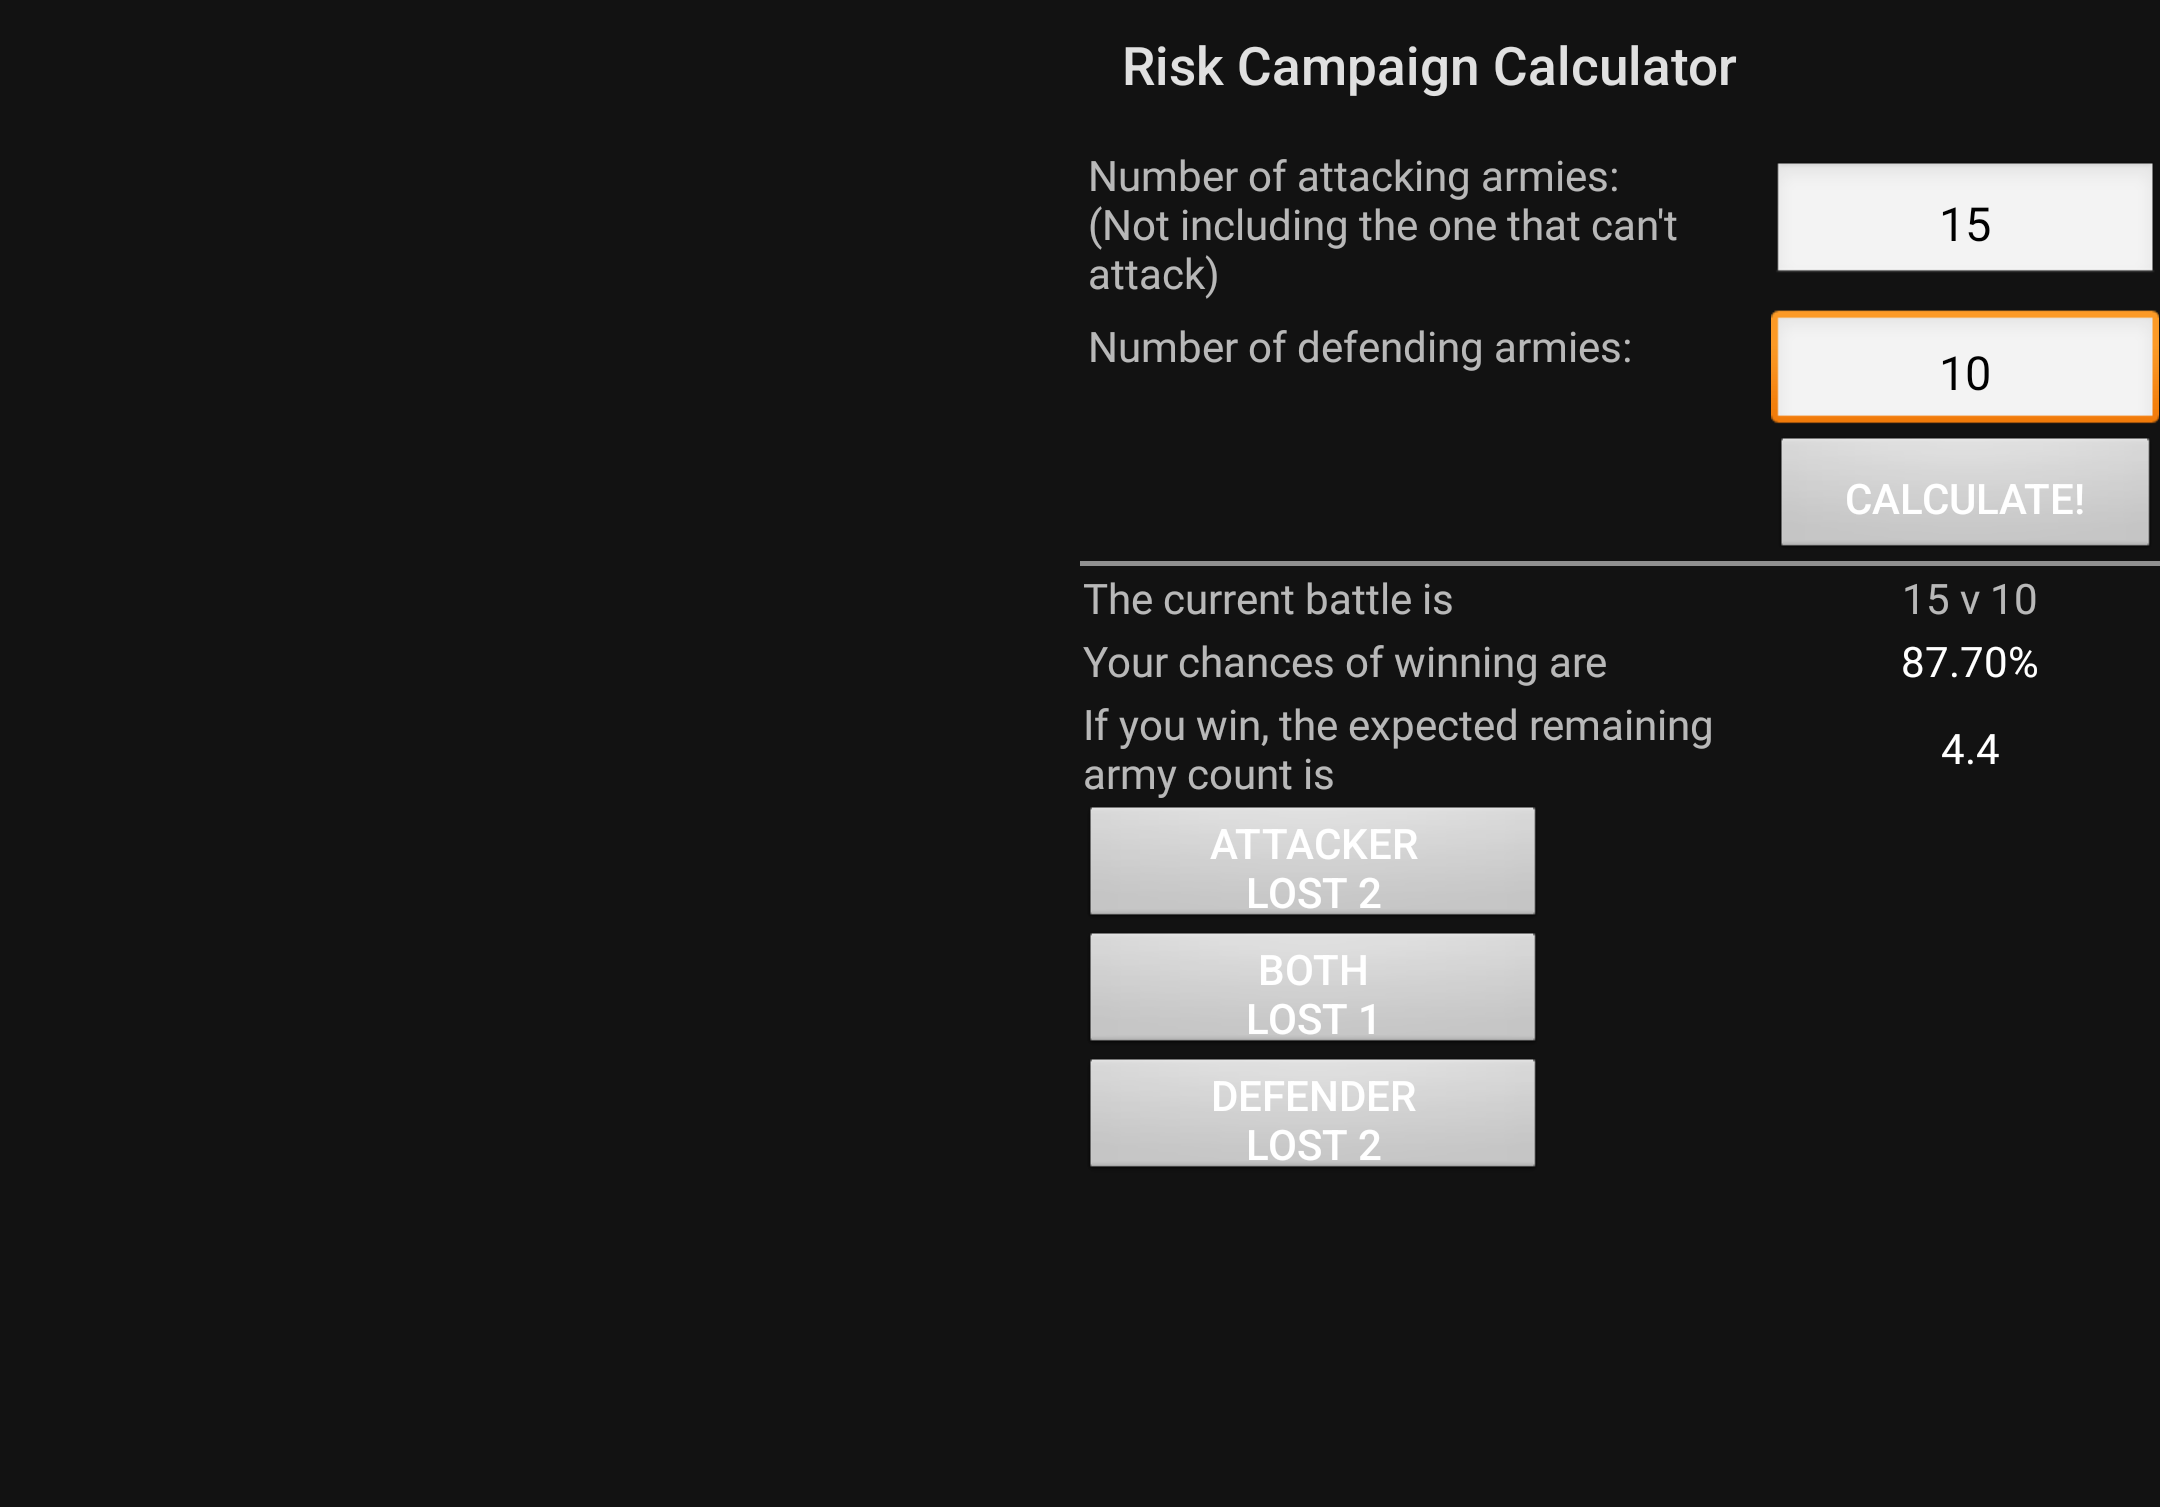 Risk Campaign Calculator
Number of attacking armies:
(Not including the one that can't
attack)
15
Number of defending armies:
10
CALCULATE!
The current battle is
15 v 10
Your chances of winning are
87.70%
If you win, the expected remaining
army count is
4.4
ATTACKER
LOST 2
BOTH
LOST 1
DEFENDER
LOST 2